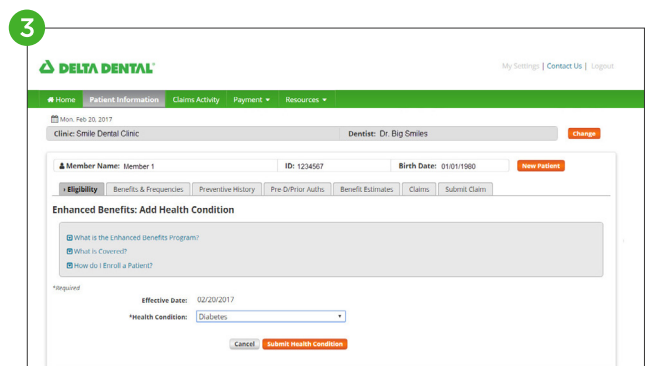 3
DELTA DENTAL®
My Settings | Contact Us | Logout
Home Patient Information Claims Activity Payment Resources
Mon, Feb 20, 2017
Clinic: Smile Dental Clinic Dentist: Dr. Big Smiles Change
Member Name: Member 1 ID: 1234567 Birth Date: 01/01/1980 New Patient
Eligibility Benefits & Frequencies Preventive History Pre-D/Prior Auths Benefit Estimates Claims Submit Claim
Enhanced Benefits: Add Health Condition
What is the Enhanced Benefits Program?
What is Covered?
How do I Enroll a Patient?
*Required
Effective Date: 02/20/2017
*Health Condition: Diabetes
Cancel Submit Health Condition